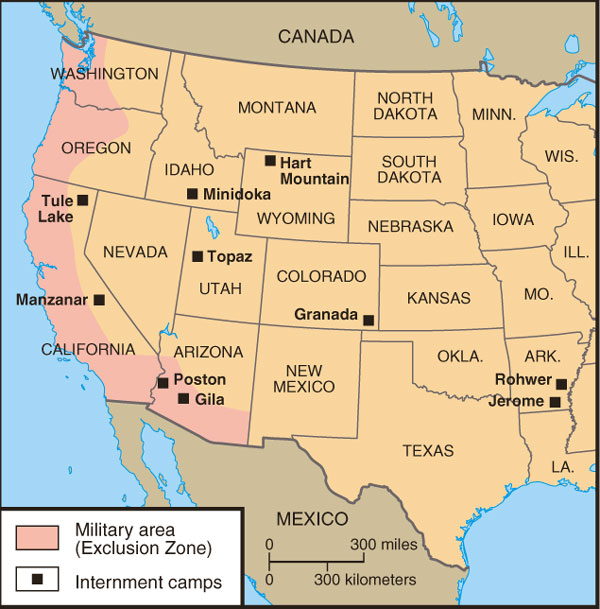 CANADA
WASHINGTON
MONTANA
NORTH
DAKOTA
MINN.
OREGON
IDAHO
Hart
Mountain
SOUTH
DAKOTA
WIS.
Minidoka
WYOMING
Tule
Lake
NEBRASKA
IOWA
ILL.
NEVADA
Topaz
UTAH
COLORADO
KANSAS
MO.
Manzanar
Granada
CALIFORNIA
ARIZONA
NEW
MEXICO
OKLA.
ARK.
Poston
Gila
Rohwer
Jerome
TEXAS
LA.
MEXICO
Military area
(Exclusion Zone)
Internment camps
0 300 miles
0 300 kilometers